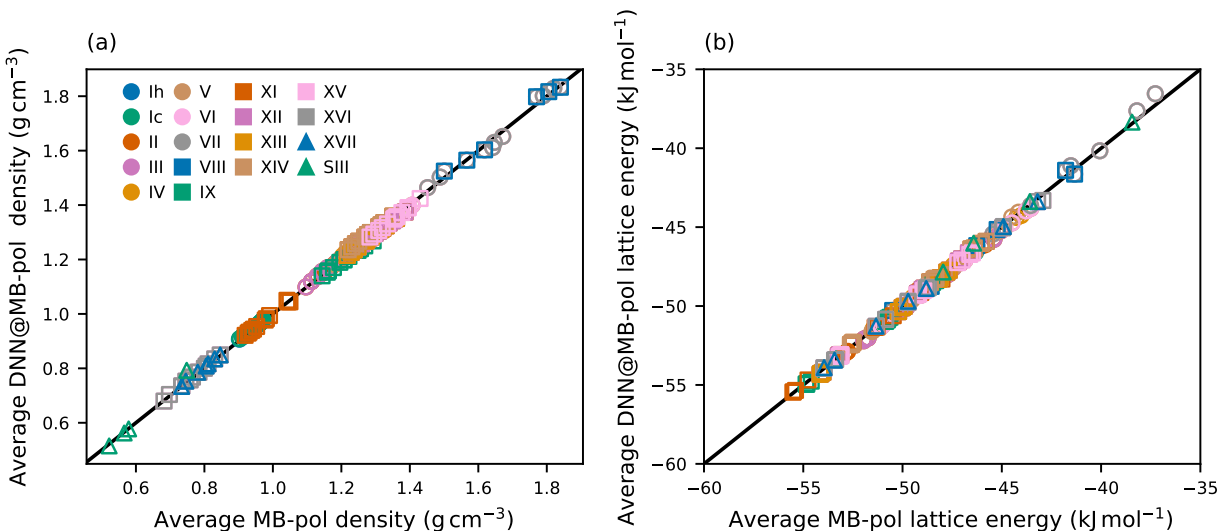 (a)
Average DNN@MB-pol density (g cm⁻³)
1.8
1.6
1.4
1.2
1.0
0.8
0.6
Ih V XI XV
Ic VI XII XVI
II VII XIII XVII
III VIII XIV SIII
IV IX
0.6 0.8 1.0 1.2 1.4 1.6 1.8
Average MB-pol density (g cm⁻³)
(b)
Average DNN@MB-pol lattice energy (kJ mol⁻¹)
−35
−40
−45
−50
−55
−60
−60 −55 −50 −45 −40 −35
Average MB-pol lattice energy (kJ mol⁻¹)